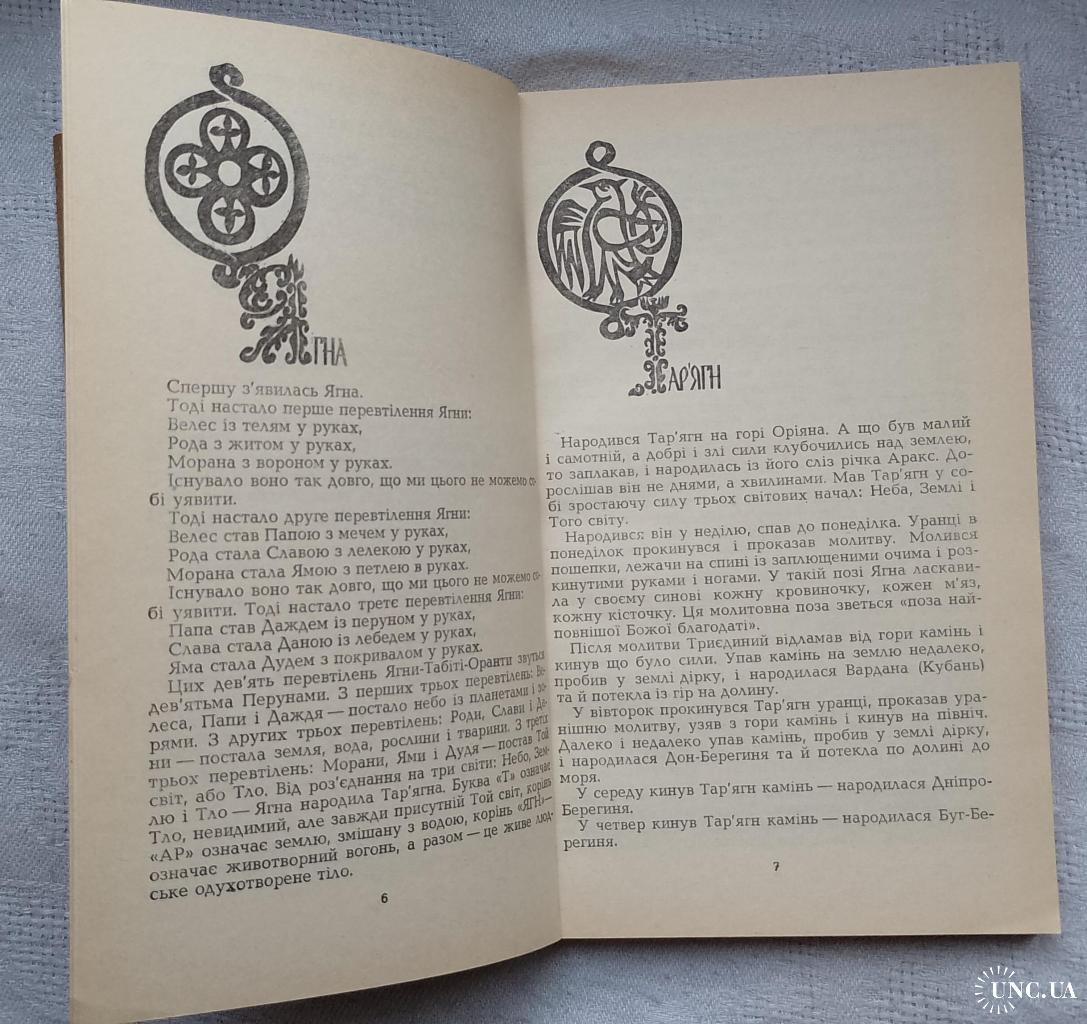 ЯГНА
Спершу з'явилась Ягна.
Тоді настало перше перевтілення Ягни:
Велес із телям у руках,
Рода з житом у руках,
Морана з вороном у руках.
Існувало воно так довго, що ми цього не можемо со-
бі уявити.
Тоді настало друге перевтілення Ягни:
Велес став Папою з мечем у руках,
Рода стала Славою з лелекою у руках,
Морана стала Ямою з петлею в руках.
Існувало воно так довго, що ми цього не можемо со-
бі уявити. Тоді настало третє перевтілення Ягни:
Папа став Даждем із перуном у руках,
Слава стала Даною із лебедем у руках,
Яма стала Дудем з покривалом у руках.
Цих дев'ять перевтілень Ягни-Табіті-Оранти звуться
дев'ятьма Перунами. З перших трьох перевтілень: Ве-
леса, Папи і Даждя — постало небо із планетами і зо-
рями. З других трьох перевтілень: Роди, Слави і Да-
ни — постала земля, вода, рослини і тварини. З третіх
трьох перевтілень: Морани, Ями і Дудя — постав Той
світ, або Тло. Від роз'єднання на три світи: Небо, Зем-
лю і Тло — Ягна народила Тар'ягна. Буква «Т» означає
Тло, невидимий, але завжди присутній Той світ, корінь
«АР» означає землю, змішану з водою, корінь «ЯГН»—
означає животворний вогонь, а разом — це живе люд-
ське одухотворене тіло.
6
ТАР'ЯГН
Народився Тар'ягн на горі Оріяна. А що був малий
і самотній, а добрі і злі сили клубочились над землею,
то заплакав, і народилась із його сліз річка Аракс. До-
рослішав він не днями, а хвилинами. Мав Тар'ягн у со-
бі зростаючу силу трьох світових начал: Неба, Землі і
Того світу.
Народився він у неділю, спав до понеділка. Уранці в
понеділок прокинувся і проказав молитву. Молився
пошепки, лежачи на спині із заплющеними очима і роз-
кинутими руками і ногами. У такій позі Ягна ласкави-
ла у своєму синові кожну кровиночку, кожен м'яз,
кожну кісточку. Ця молитовна поза зветься «поза най-
повнішої Божої благодаті».
Після молитви Триєдиний відламав від гори камінь і
кинув що було сили. Упав камінь на землю недалеко,
пробив у землі дірку, і народилася Вардана (Кубань)
та й потекла із гір на долину.
У вівторок прокинувся Тар'ягн уранці, проказав ура-
нішню молитву, узяв з гори камінь і кинув на північ.
Далеко і недалеко упав камінь, пробив у землі дірку,
і народилася Дон-Берегиня та й потекла по долині до
моря.
У середу кинув Тар'ягн камінь — народилася Дніпро-
Берегиня.
У четвер кинув Тар'ягн камінь — народилася Буг-Бе-
региня.
7
UNC.UA